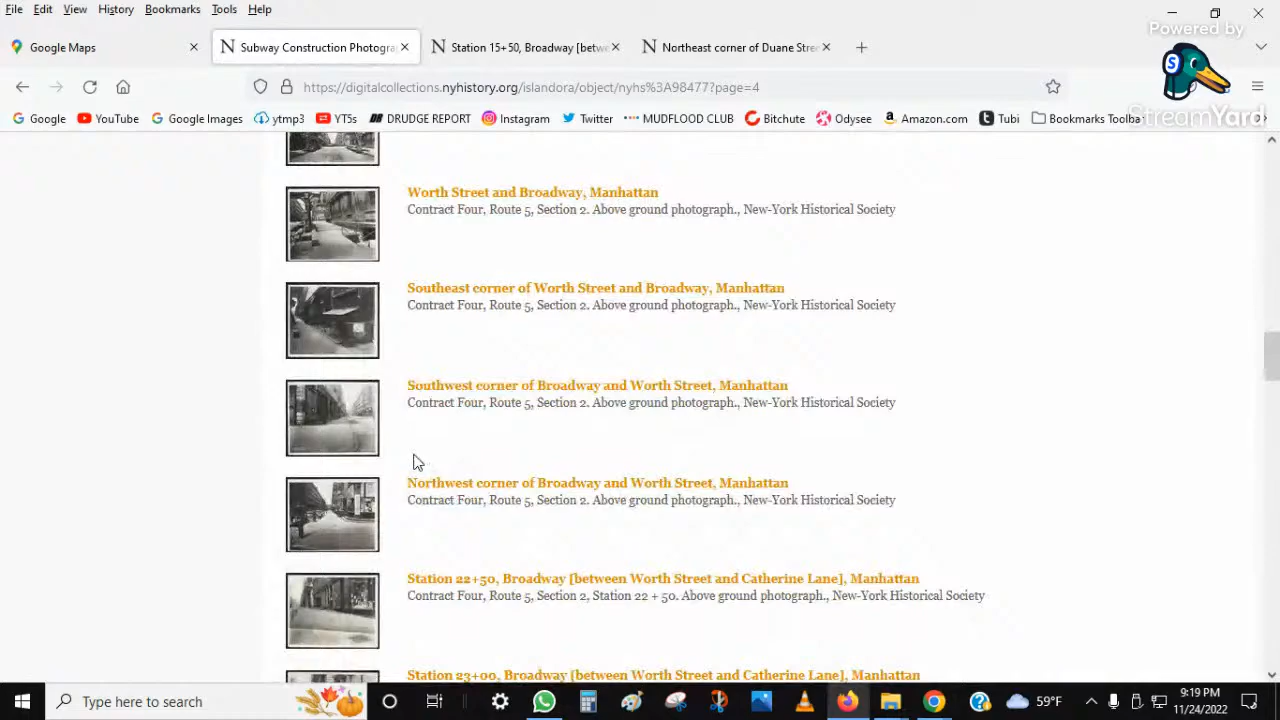 File Edit View History Bookmarks Tools Help
Powered by
Google Maps
Subway Construction Photogra
Station 15+50, Broadway [betwe
Northeast corner of Duane Stree
https://digitalcollections.nyhistory.org/islandora/object/nyhs%3A98477?page=4
StreamYard
Google YouTube Google Images ytmp3 YT5s DRUDGE REPORT Instagram Twitter MUDFLOOD CLUB Bitchute Odysee Amazon.com Tubi Bookmarks Toolbar
Worth Street and Broadway, Manhattan
Contract Four, Route 5, Section 2. Above ground photograph., New-York Historical Society
Southeast corner of Worth Street and Broadway, Manhattan
Contract Four, Route 5, Section 2. Above ground photograph., New-York Historical Society
Southwest corner of Broadway and Worth Street, Manhattan
Contract Four, Route 5, Section 2. Above ground photograph., New-York Historical Society
Northwest corner of Broadway and Worth Street, Manhattan
Contract Four, Route 5, Section 2. Above ground photograph., New-York Historical Society
Station 22+50, Broadway [between Worth Street and Catherine Lane], Manhattan
Contract Four, Route 5, Section 2, Station 22 + 50. Above ground photograph., New-York Historical Society
Station 23+00, Broadway [between Worth Street and Catherine Lane], Manhattan
Type here to search
59°F
9:19 PM
11/24/2022